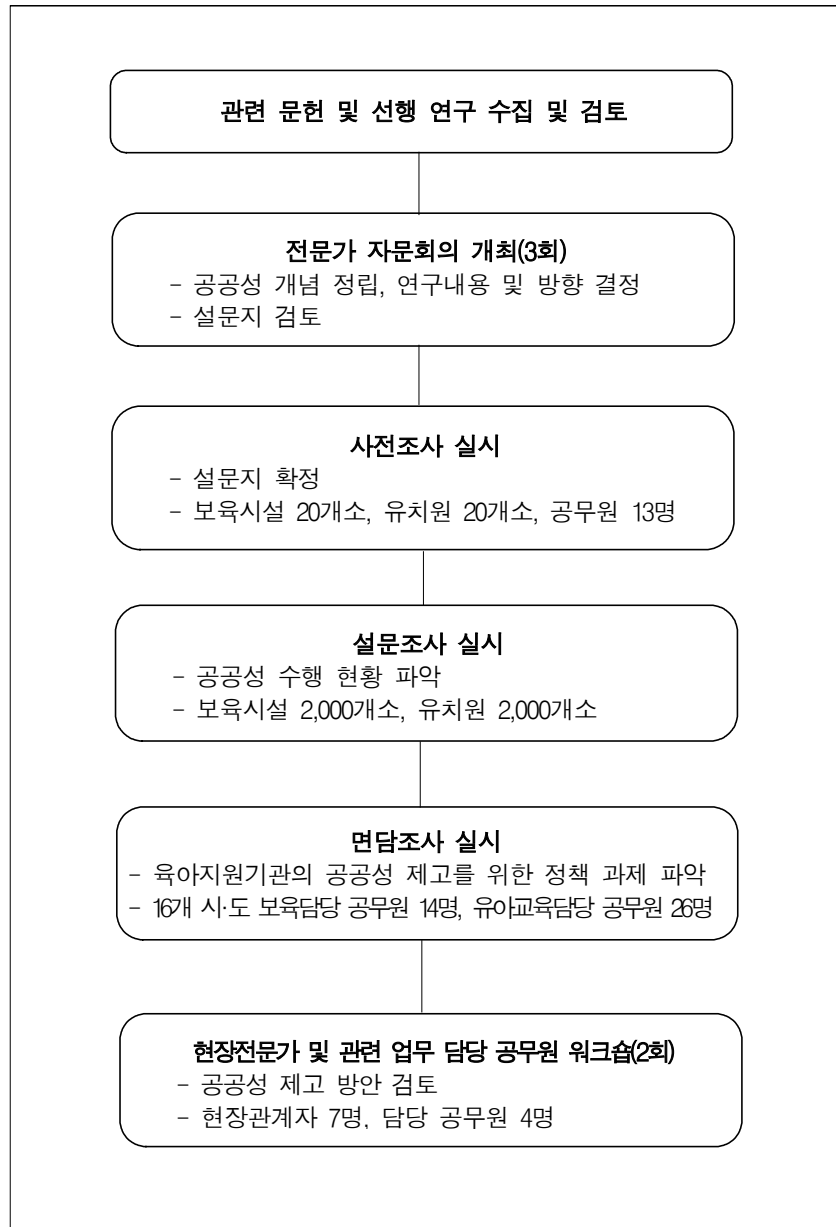 관련 문헌 및 선행 연구 수집 및 검토
전문가 자문회의 개최(3회)
- 공공성 개념 정립, 연구내용 및 방향 결정
- 설문지 검토
사전조사 실시
- 설문지 확정
- 보육시설 20개소, 유치원 20개소, 공무원 13명
설문조사 실시
- 공공성 수행 현황 파악
- 보육시설 2,000개소, 유치원 2,000개소
면담조사 실시
- 육아지원기관의 공공성 제고를 위한 정책 과제 파악
- 16개 시·도 보육담당 공무원 14명, 유아교육담당 공무원 26명
현장전문가 및 관련 업무 담당 공무원 워크숍(2회)
- 공공성 제고 방안 검토
- 현장관계자 7명, 담당 공무원 4명